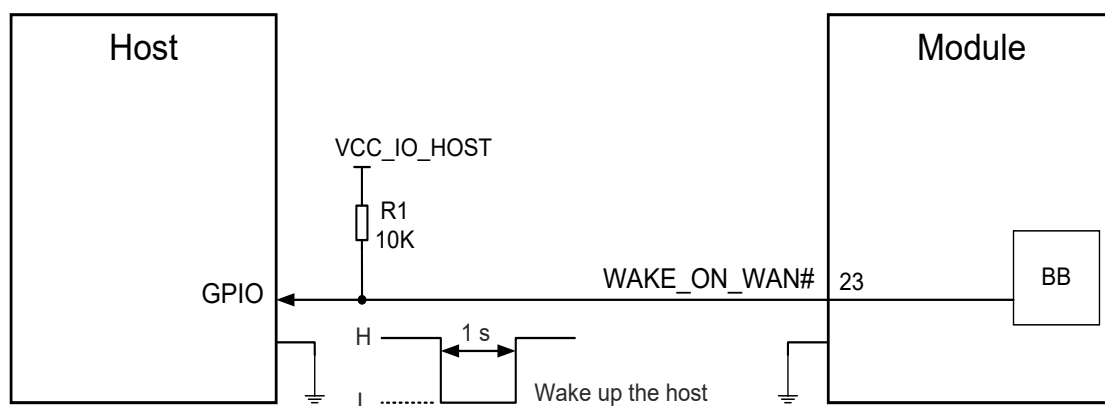 Host
Module
VCC_IO_HOST
R1
10K
GPIO
WAKE_ON_WAN#
23
BB
H
1 s
L
Wake up the host